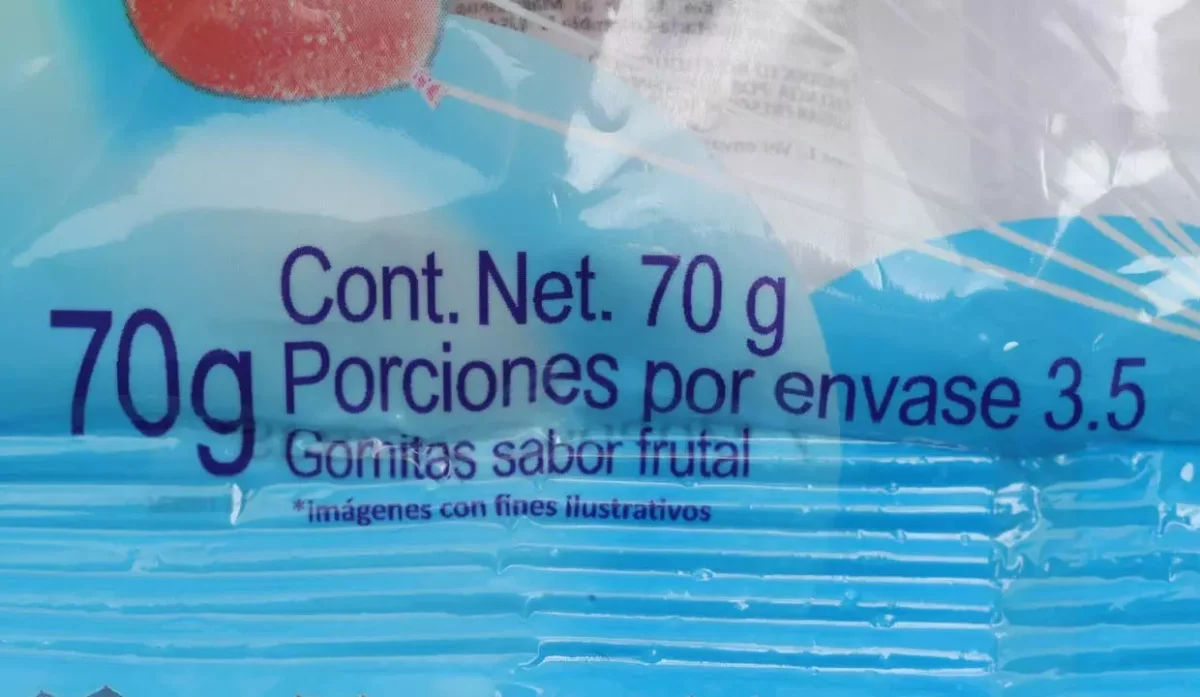 70g
Cont. Net. 70 g
Porciones por envase 3.5
Gomitas sabor frutal
*Imágenes con fines ilustrativos